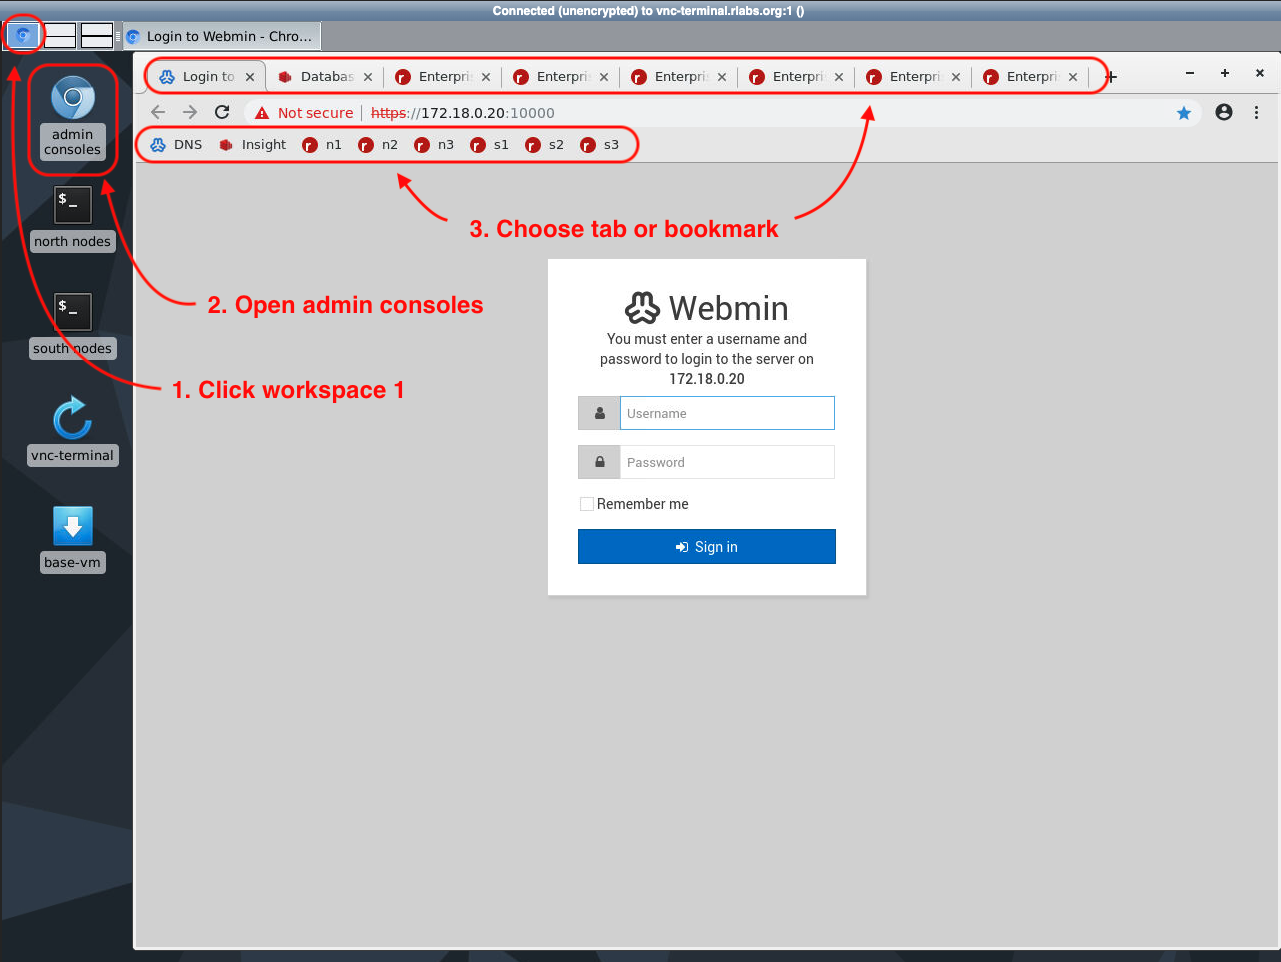 Connected (unencrypted) to vnc-terminal.rlabs.org:1 ()
Login to Webmin - Chro...
Login to
Databas
Enterpri
Enterpri
Enterpri
Enterpri
Enterpri
Enterpri
Not secure
https://172.18.0.20:10000
DNS
Insight
n1
n2
n3
s1
s2
s3
admin
consoles
$_
north nodes
$_
south nodes
vnc-terminal
base-vm
3. Choose tab or bookmark
2. Open admin consoles
1. Click workspace 1
Webmin
You must enter a username and
password to login to the server on
172.18.0.20
Username
Password
Remember me
Sign in